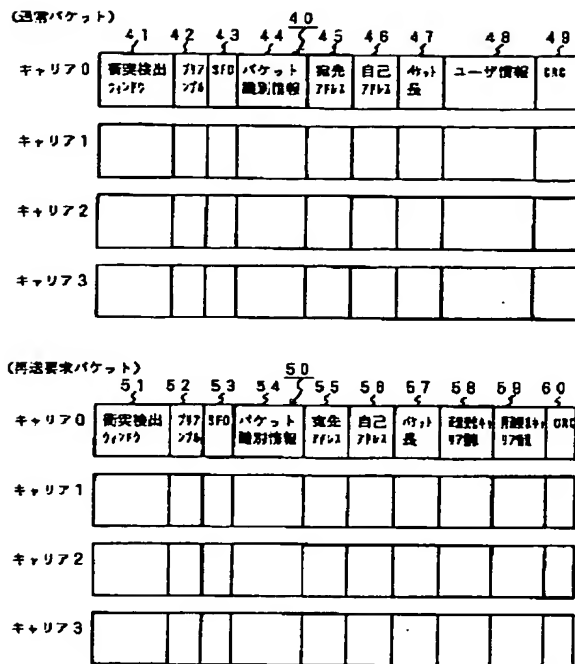 (通常パケット)
40
41 42 43 44 45 46 47 48 49
キャリア0 衝突検出ウィンドウ プリアンブル SFD パケット識別情報 宛先アドレス 自己アドレス パケット長 ユーザ情報 CRC
キャリア1
キャリア2
キャリア3
(再送要求パケット)
50
51 52 53 54 55 56 57 58 59 60
キャリア0 衝突検出ウィンドウ プリアンブル SFD パケット識別情報 宛先アドレス 自己アドレス パケット長 CRC
キャリア1
キャリア2
キャリア3